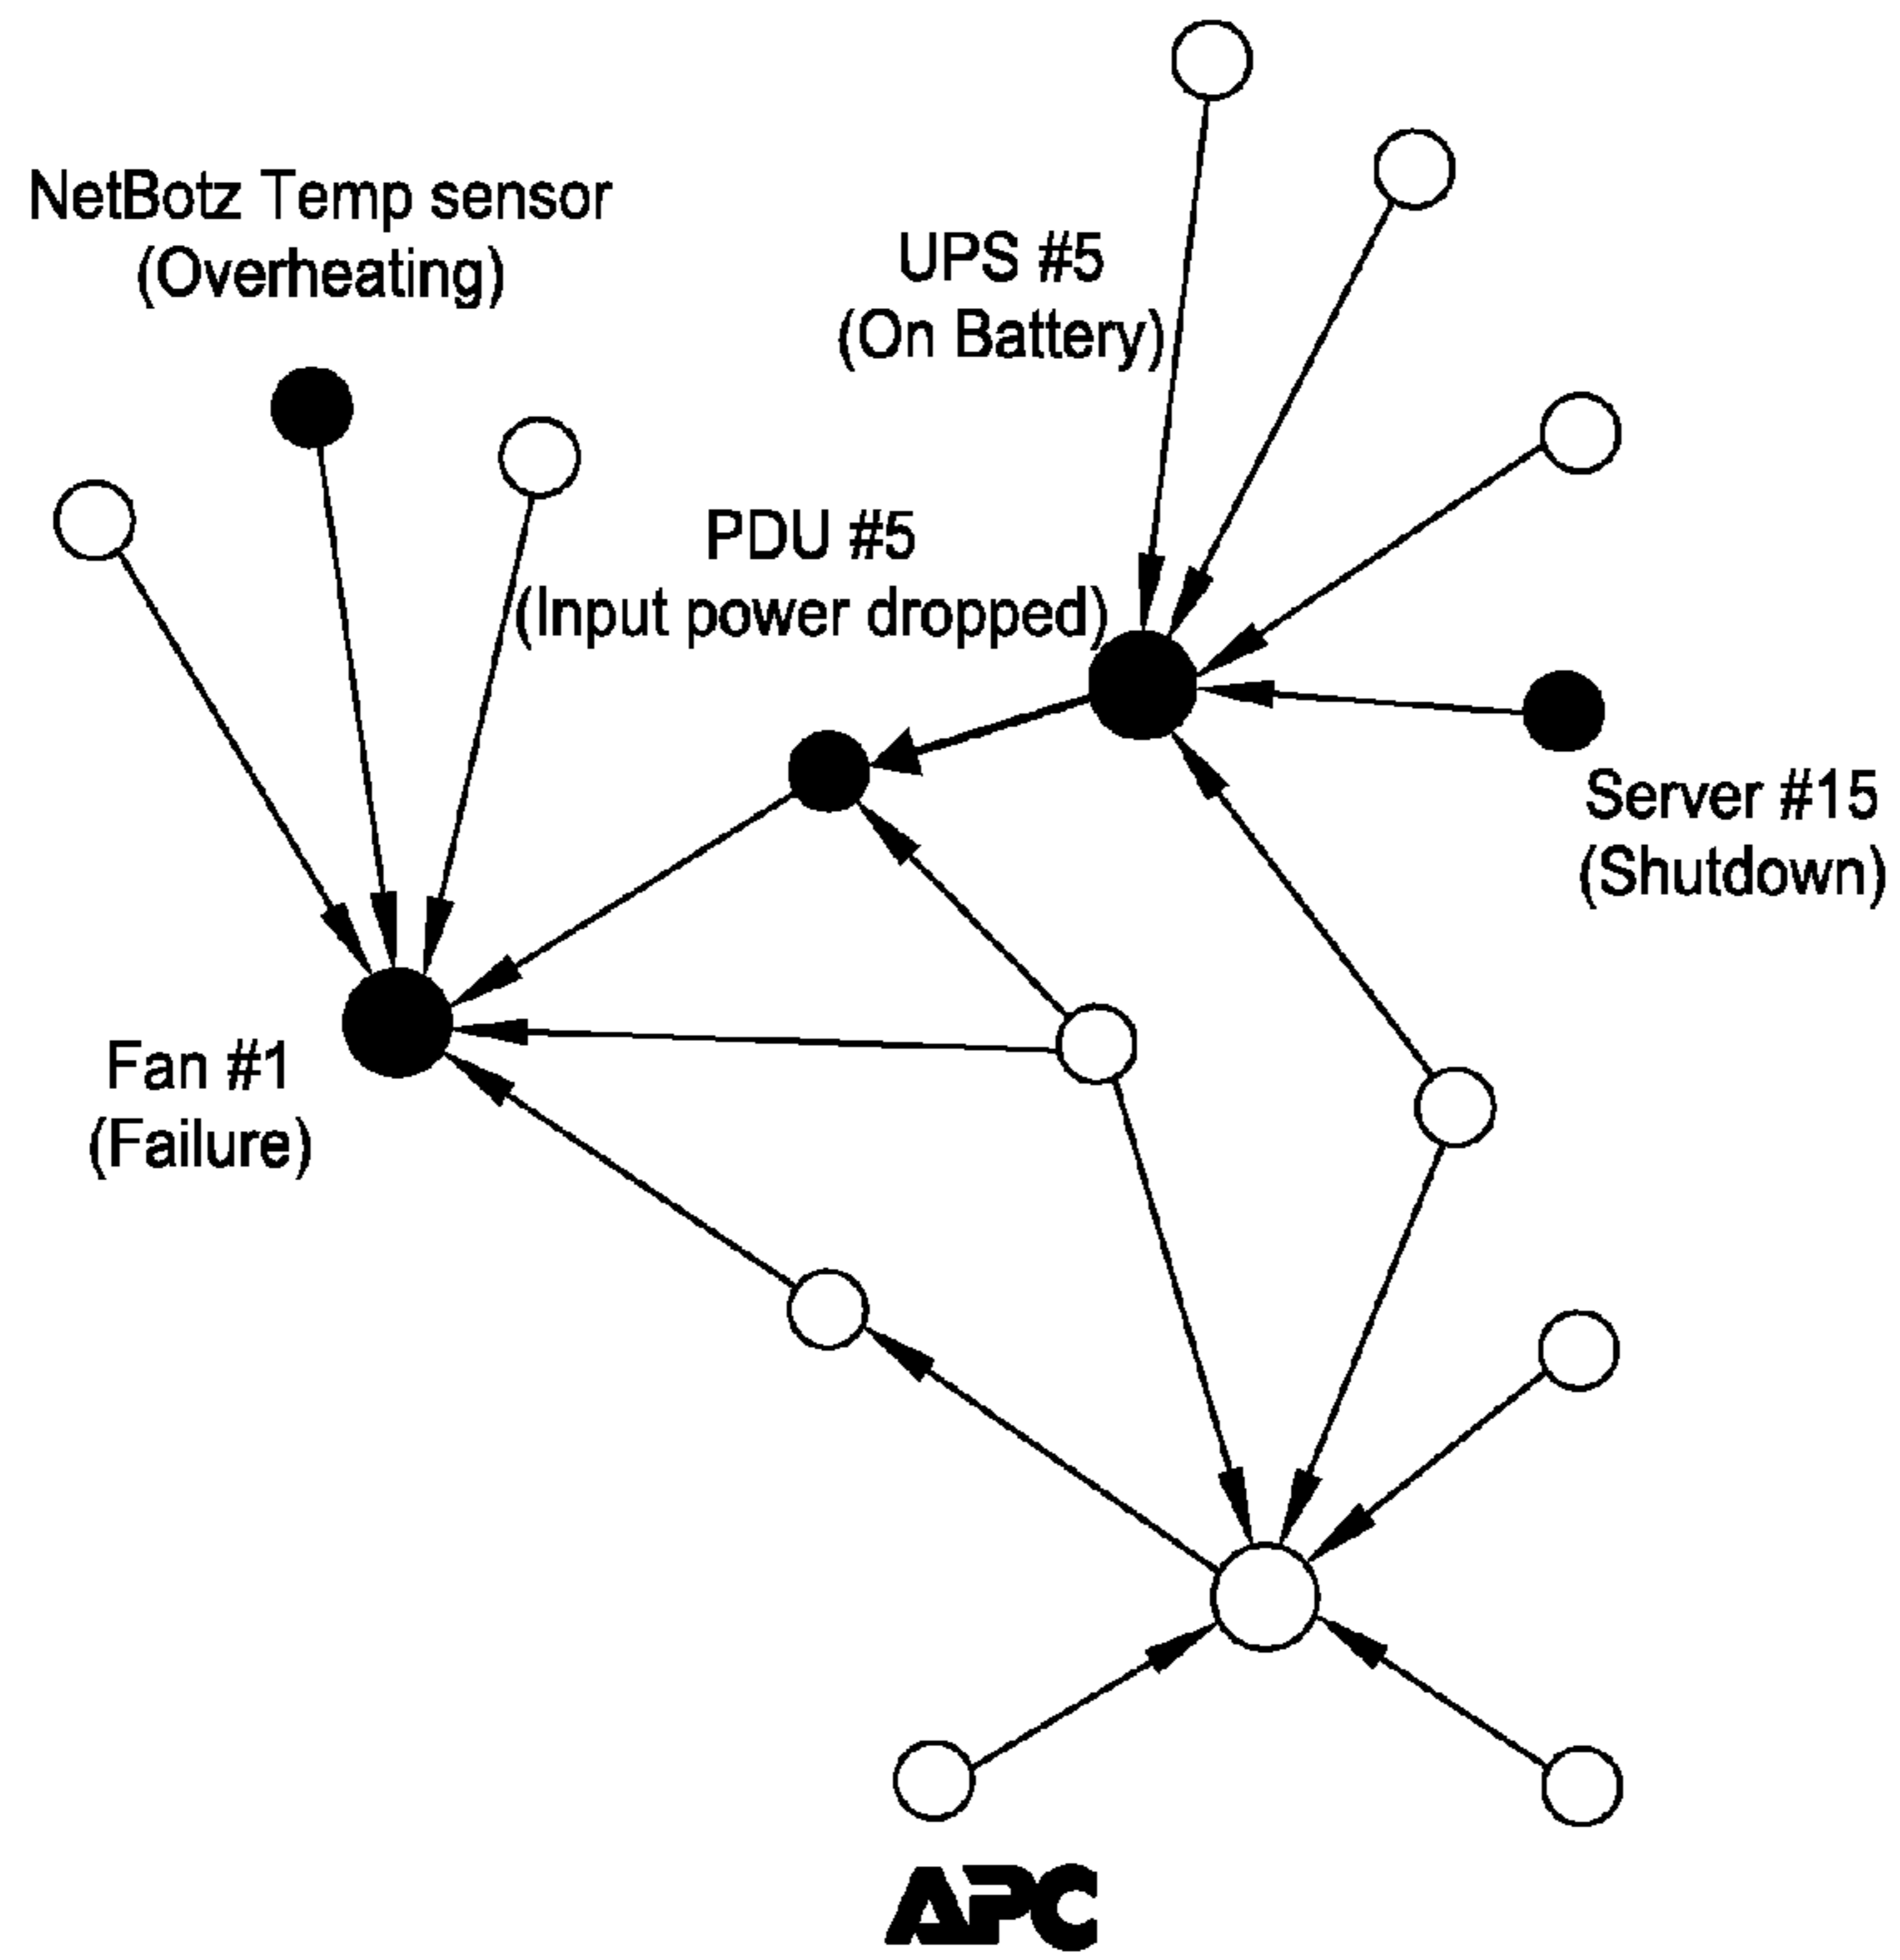 NetBotz Temp sensor
(Overheating)
UPS #5
(On Battery)
PDU #5
(Input power dropped)
Server #15
(Shutdown)
Fan #1
(Failure)
APC